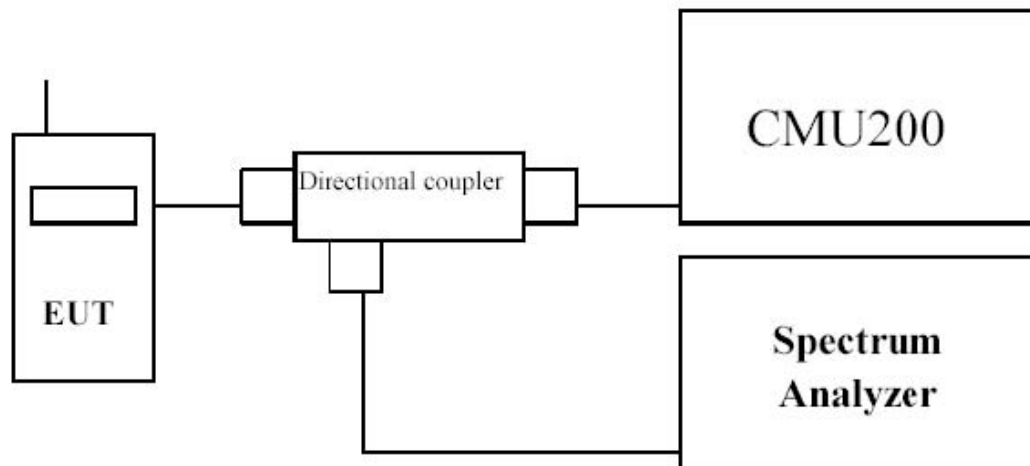 CMU200
Directional coupler
EUT
Spectrum
Analyzer